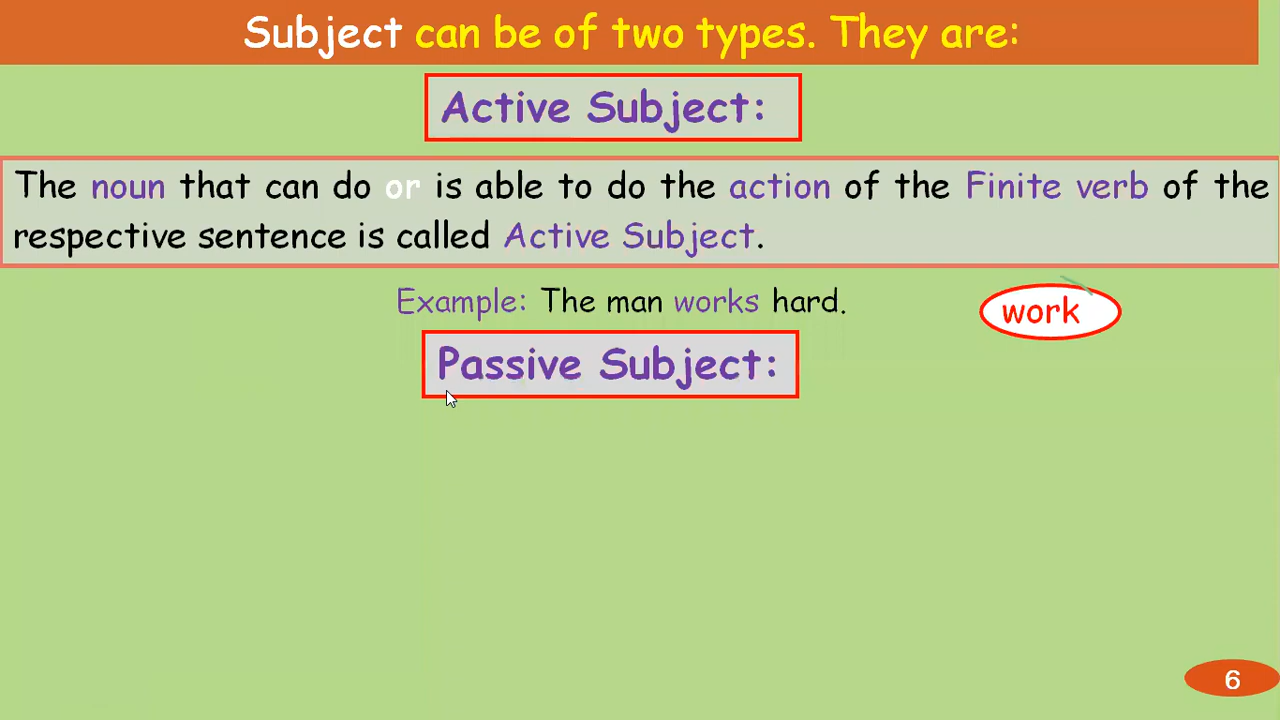 Subject can be of two types. They are:
Active Subject:
The noun that can do or is able to do the action of the Finite verb of the
respective sentence is called Active Subject.
Example: The man works hard.
work
Passive Subject:
6